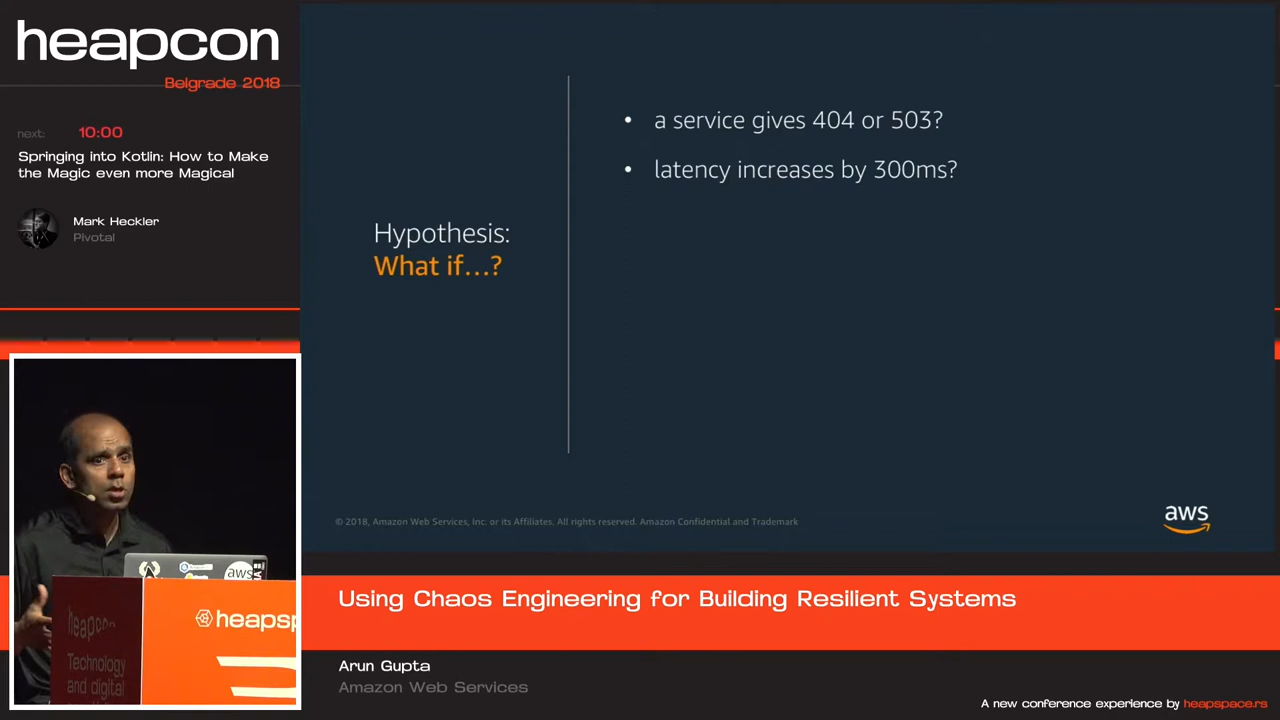 heapcon
Belgrade 2018
next: 10:00
Springing into Kotlin: How to Make
the Magic even more Magical
Mark Heckler
Pivotal
Hypothesis:
What if...?
• a service gives 404 or 503?
• latency increases by 300ms?
© 2018, Amazon Web Services, Inc. or its Affiliates. All rights reserved. Amazon Confidential and Trademark
aws
aws
heapcon
Technology
and digital
heapsp
Using Chaos Engineering for Building Resilient Systems
Arun Gupta
Amazon Web Services
A new conference experience by heapspace.rs